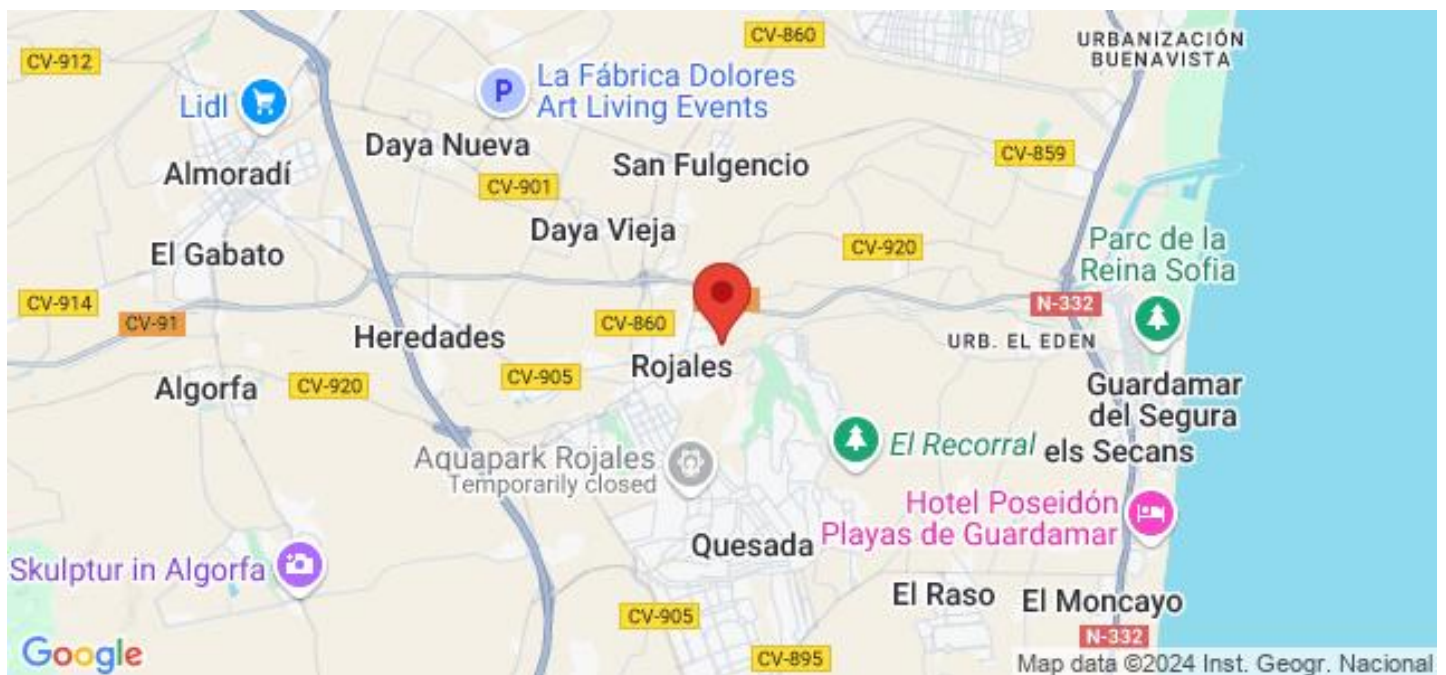 CV-860
URBANIZACIÓN
BUENAVISTA
CV-912
La Fábrica Dolores
Art Living Events
P
Lidl
Daya Nueva
San Fulgencio
CV-859
Almoradí
CV-901
Daya Vieja
El Gabato
CV-920
Parc de la
Reina Sofia
CV-914
CV-91
Heredades
CV-860
N-332
URB. EL EDEN
Rojales
Algorfa
CV-920
CV-905
Guardamar
del Segura
El Recorral
els Secans
Aquapark Rojales
Temporarily closed
Hotel Poseidón
Playas de Guardamar
Quesada
Skulptur in Algorfa
El Raso
El Moncayo
CV-905
N-332
Google
CV-895
Map data ©2024 Inst. Geogr. Nacional